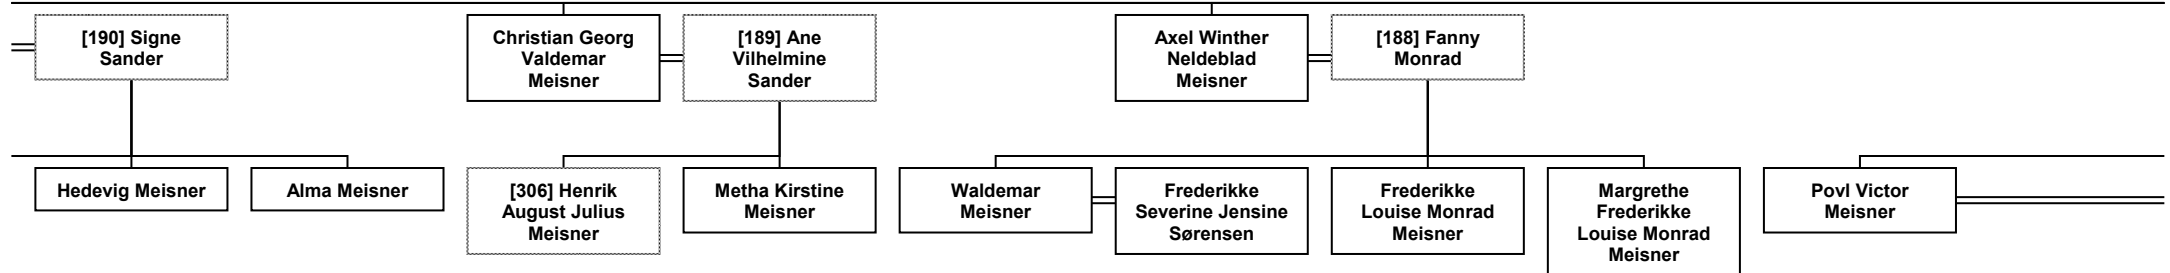 [190] Signe
Sander
Christian Georg
Valdemar
Meisner
[189] Ane
Vilhelmine
Sander
Axel Winther
Neldeblad
Meisner
[188] Fanny
Monrad
Hedevig Meisner
Alma Meisner
[306] Henrik
August Julius
Meisner
Metha Kirstine
Meisner
Waldemar
Meisner
Frederikke
Severine Jensine
Sørensen
Frederikke
Louise Monrad
Meisner
Margrethe
Frederikke
Louise Monrad
Meisner
Povl Victor
Meisner